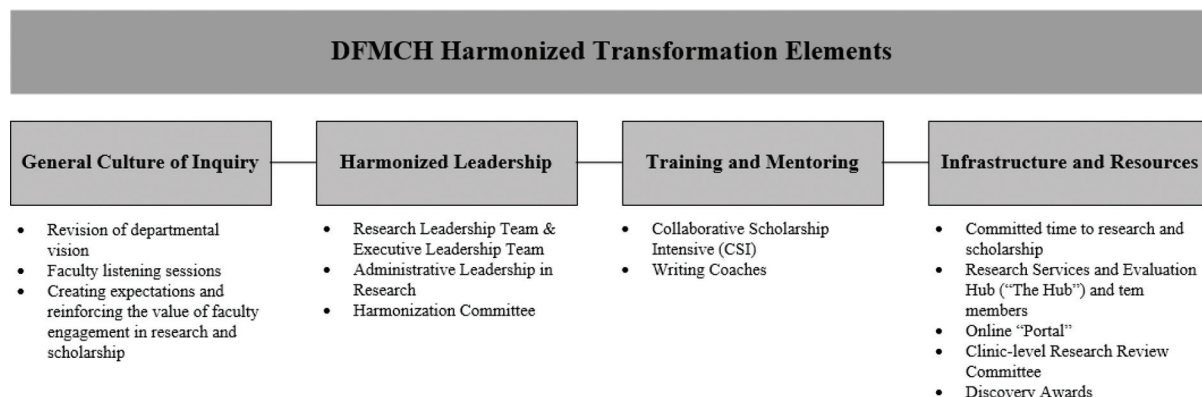 DFMCH Harmonized Transformation Elements
General Culture of Inquiry
• Revision of departmental
vision
• Faculty listening sessions
• Creating expectations and
reinforcing the value of faculty
engagement in research and
scholarship
Harmonized Leadership
• Research Leadership Team &
Executive Leadership Team
• Administrative Leadership in
Research
• Harmonization Committee
Training and Mentoring
• Collaborative Scholarship
Intensive (CSI)
• Writing Coaches
Infrastructure and Resources
• Committed time to research and
scholarship
• Research Services and Evaluation
Hub (“The Hub”) and tem
members
• Online “Portal”
• Clinic-level Research Review
Committee
• Discovery Awards